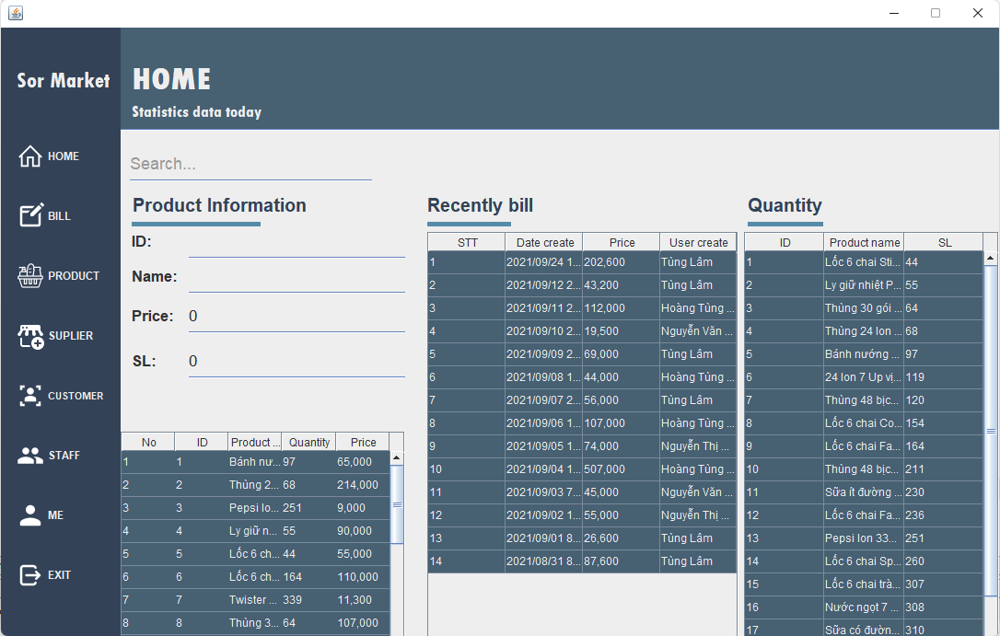 Sor Market
HOME
Statistics data today
HOME
BILL
PRODUCT
SUPLIER
CUSTOMER
STAFF
ME
EXIT
Search...
Product Information
ID:
Name:
Price: 0
SL: 0
No ID Product ... Quantity Price
1 1 Bánh nư... 97 65,000
2 2 Thùng 2... 68 214,000
3 3 Pepsi lo... 251 9,000
4 4 Ly giữ n... 55 90,000
5 5 Lốc 6 ch... 44 55,000
6 6 Lốc 6 ch... 164 110,000
7 7 Twister ... 339 11,300
8 8 Thùng 3... 64 107,000
Recently bill
STT Date create Price User create
1 2021/09/24 1... 202,600 Tùng Lâm
2 2021/09/12 2... 43,200 Tùng Lâm
3 2021/09/11 2... 112,000 Hoàng Tùng ...
4 2021/09/10 2... 19,500 Nguyễn Văn ...
5 2021/09/09 2... 69,000 Tùng Lâm
6 2021/09/08 1... 44,000 Hoàng Tùng ...
7 2021/09/07 2... 56,000 Tùng Lâm
8 2021/09/06 1... 107,000 Hoàng Tùng ...
9 2021/09/05 1... 74,000 Nguyễn Thị ...
10 2021/09/04 1... 507,000 Hoàng Tùng ...
11 2021/09/03 7... 45,000 Nguyễn Văn ...
12 2021/09/02 1... 55,000 Nguyễn Thị ...
13 2021/09/01 8... 26,600 Tùng Lâm
14 2021/08/31 8... 87,600 Tùng Lâm
Quantity
ID Product name SL
1 Lốc 6 chai Sti... 44
2 Ly giữ nhiệt P... 55
3 Thùng 30 gói ... 64
4 Thùng 24 lon ... 68
5 Bánh nướng ... 97
6 24 lon 7 Up vị... 119
7 Thùng 48 bịc... 120
8 Lốc 6 chai Co... 154
9 Lốc 6 chai Fa... 164
10 Thùng 48 bịc... 211
11 Sữa ít đường ... 230
12 Lốc 6 chai Fa... 236
13 Pepsi lon 33... 251
14 Lốc 6 chai Sp... 260
15 Lốc 6 chai trà... 307
16 Nước ngọt 7 ... 308
17 Sữa có đườn... 310